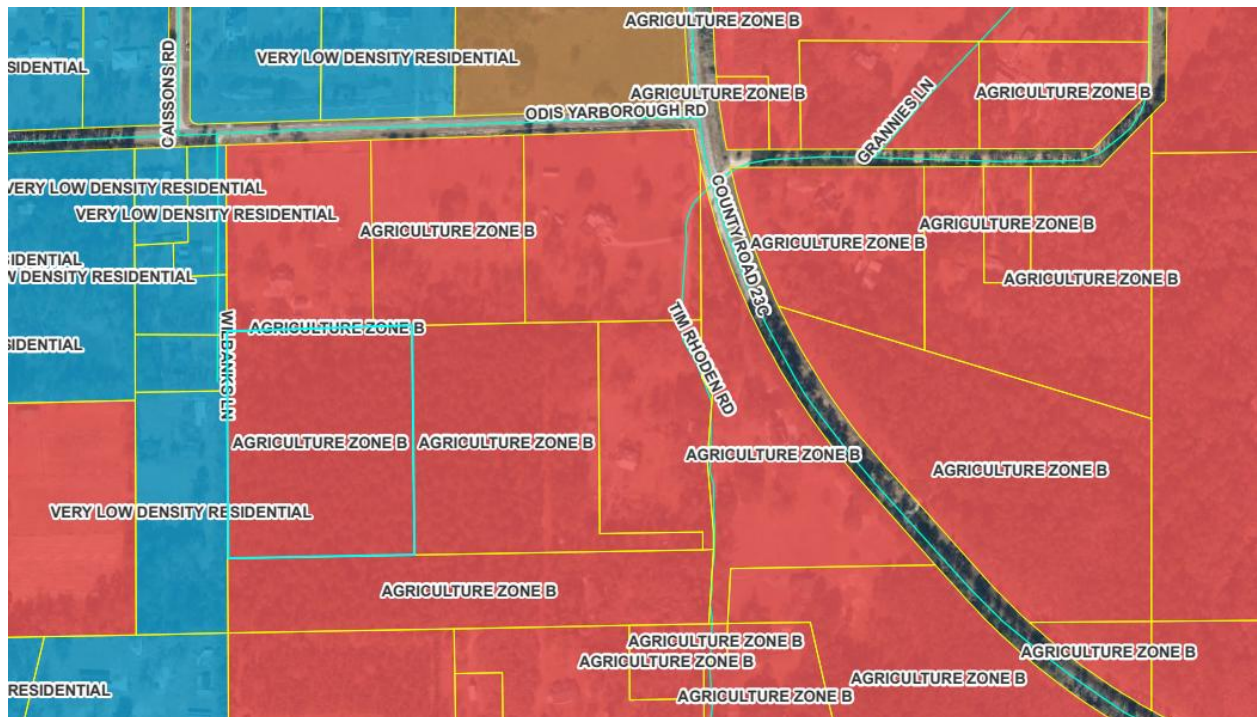 AGRICULTURE ZONE B
SIDENTIAL
CAISSONS RD
VERY LOW DENSITY RESIDENTIAL
AGRICULTURE ZONE B
AGRICULTURE ZONE B
ODIS YARBOROUGH RD
GRANNIES LN
VERY LOW DENSITY RESIDENTIAL
VERY LOW DENSITY RESIDENTIAL
AGRICULTURE ZONE B
COUNTY ROAD 23C
AGRICULTURE ZONE B
AGRICULTURE ZONE B
SIDENTIAL
W DENSITY RESIDENTIAL
AGRICULTURE ZONE B
AGRICULTURE ZONE B
WILBANKS LN
TIM RHODEN RD
SIDENTIAL
AGRICULTURE ZONE B
AGRICULTURE ZONE B
AGRICULTURE ZONE B
AGRICULTURE ZONE B
VERY LOW DENSITY RESIDENTIAL
AGRICULTURE ZONE B
AGRICULTURE ZONE B
AGRICULTURE ZONE B
AGRICULTURE ZONE B
AGRICULTURE ZONE B
RESIDENTIAL
AGRICULTURE ZONE B